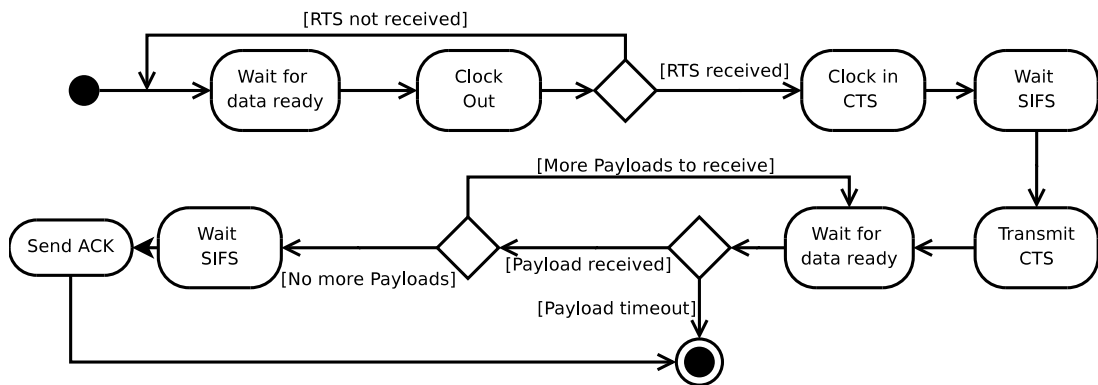 [RTS not received]
Wait for
data ready
Clock
Out
[RTS received]
Clock in
CTS
Wait
SIFS
[More Payloads to receive]
Send ACK
Wait
SIFS
[No more Payloads]
[Payload received]
Wait for
data ready
Transmit
CTS
[Payload timeout]